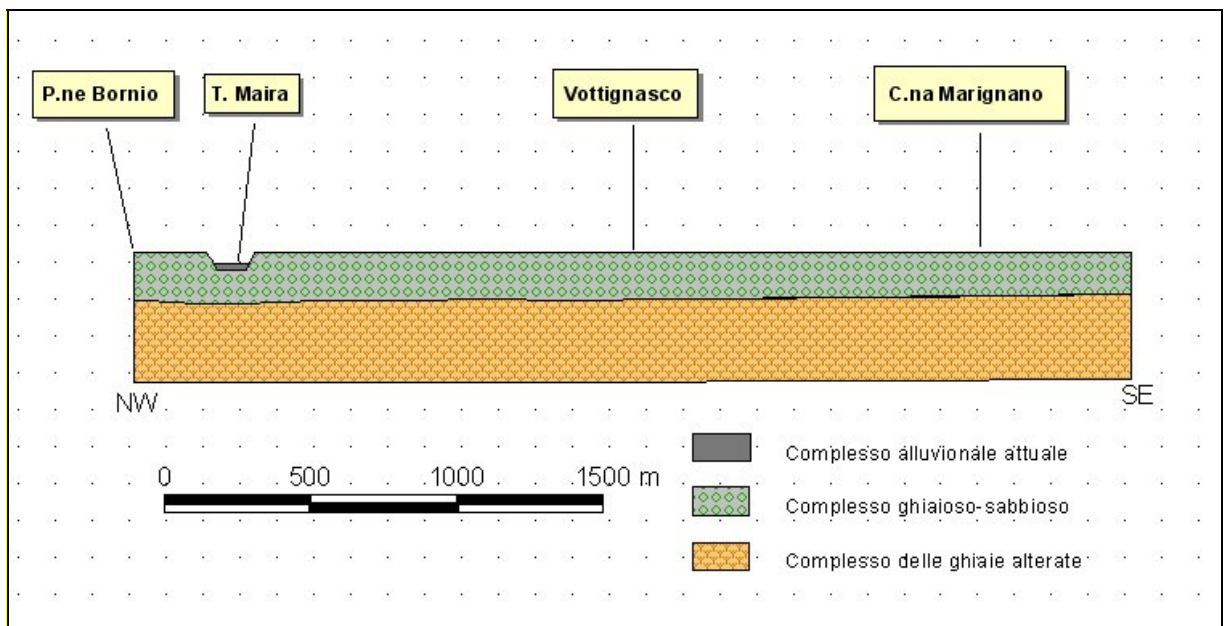 P.ne Bornio
T. Maira
Vottignasco
C.na Marignano
NW
SE
0 500 1000 1500 m
Complesso alluvionale attuale
Complesso ghiaioso-sabbioso
Complesso delle ghiaie alterate